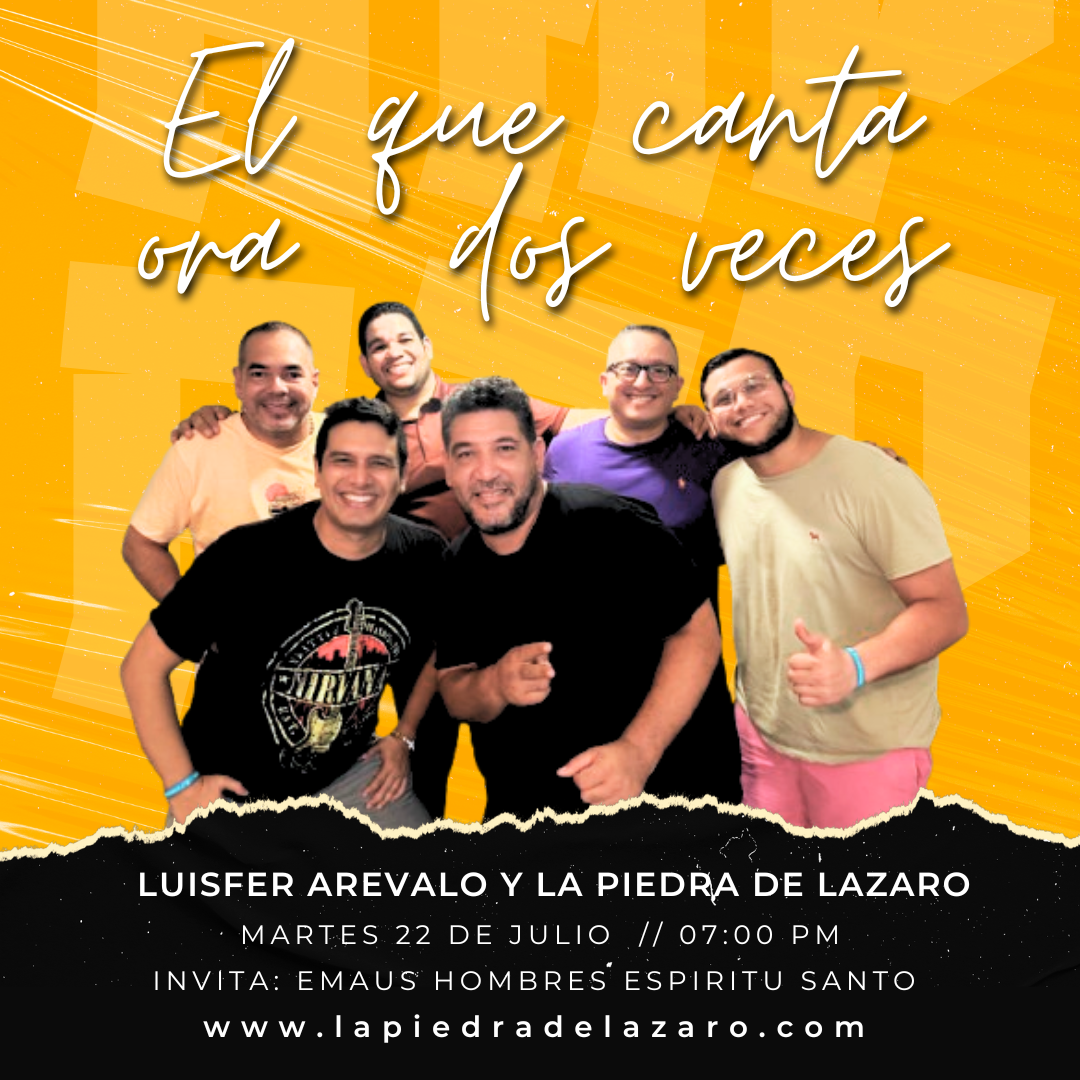 El que canta
ora dos veces
NIRVANA
LUISFER AREVALO Y LA PIEDRA DE LAZARO
MARTES 22 DE JULIO // 07:00 PM
INVITA: EMAUS HOMBRES ESPIRITU SANTO
www.lapiedradelazaro.com